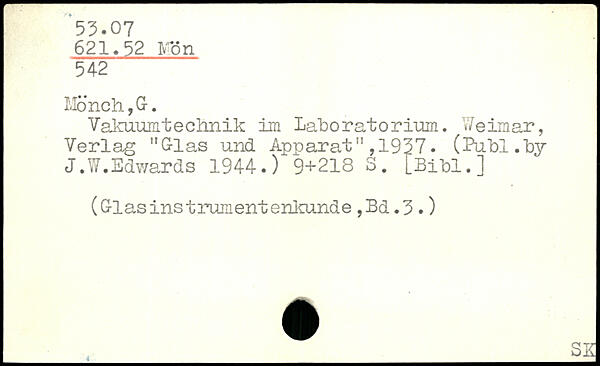 53.07
621.52 Mön
542
Mönch,G.
Vakuumtechnik im Laboratorium. Weimar,
Verlag "Glas und Apparat",1937. (Publ.by
J.W.Edwards 1944.) 9+218 S. [Bibl.]
(Glasinstrumentenkunde,Bd.3.)
SK